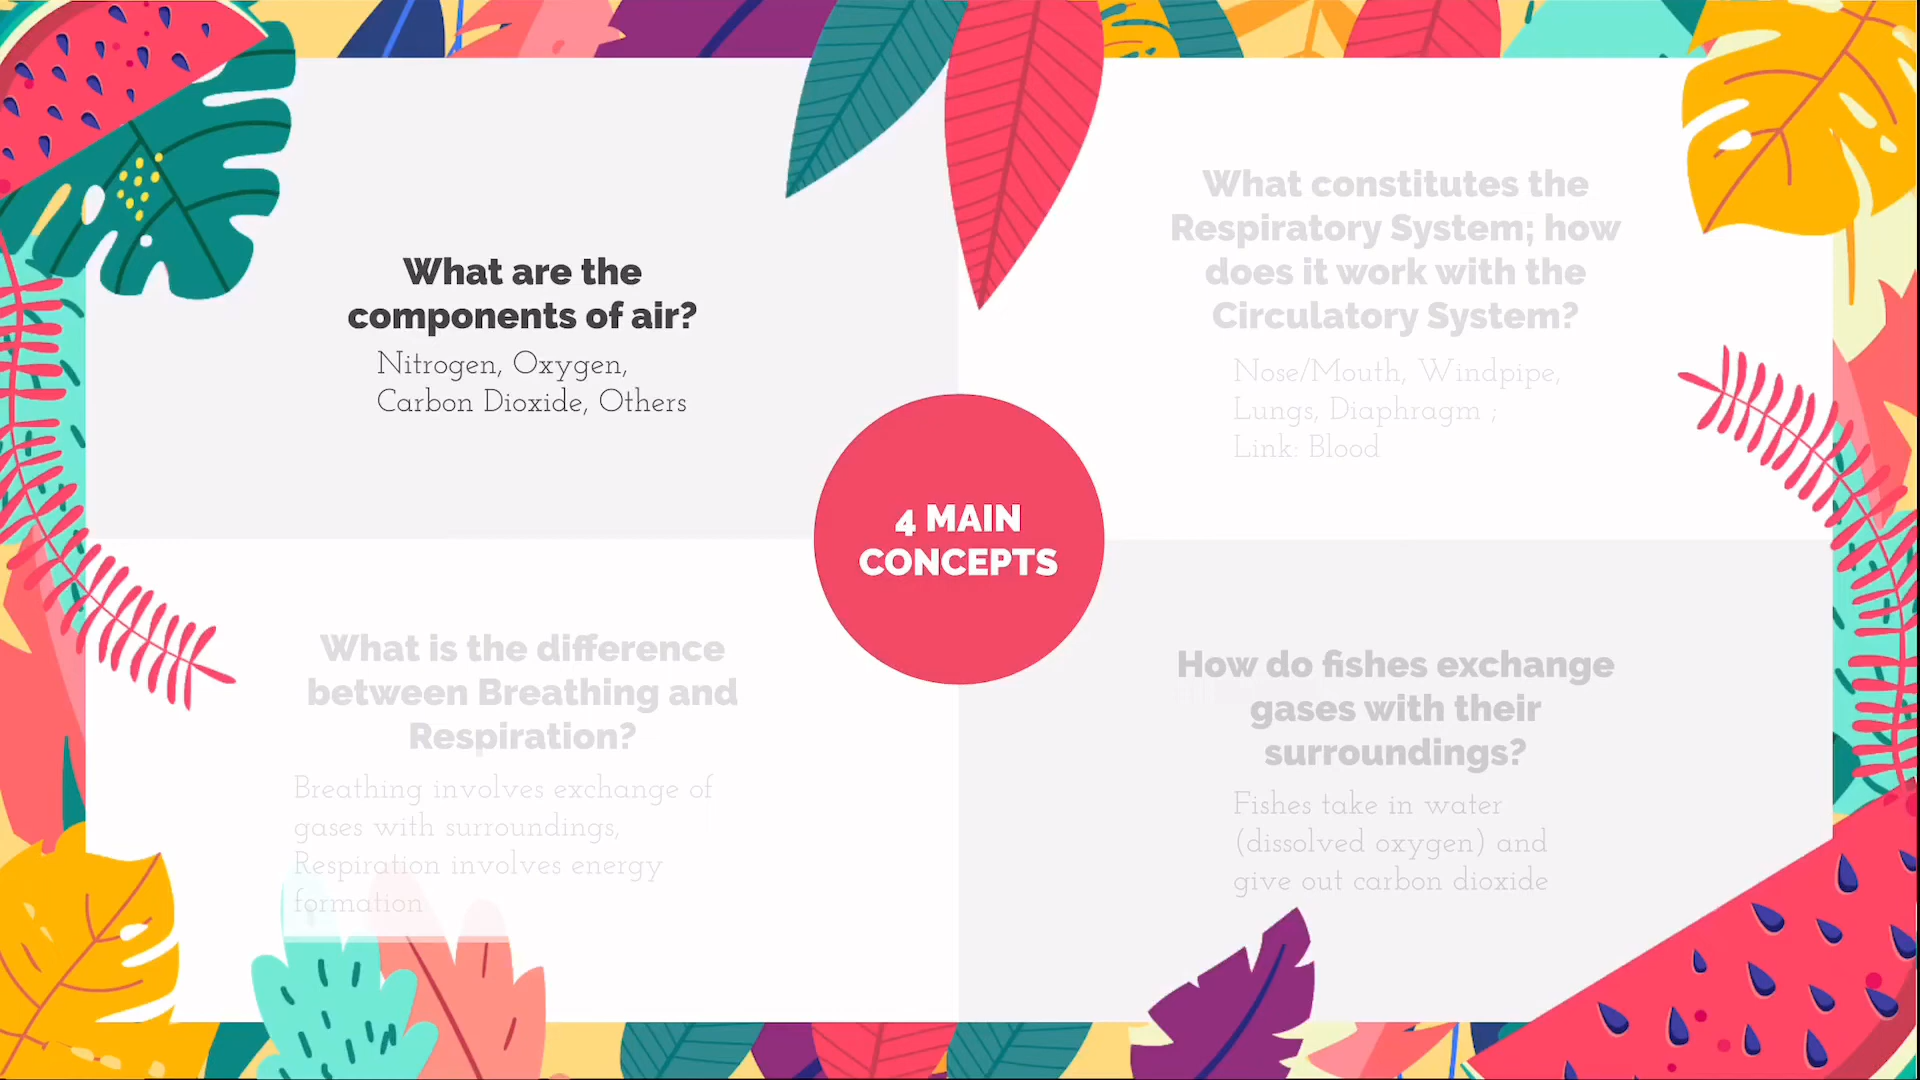 What are the
components of air?
Nitrogen, Oxygen,
Carbon Dioxide, Others
What constitutes the
Respiratory System; how
does it work with the
Circulatory System?
Nose/Mouth, Windpipe,
Lungs, Diaphragm ;
Link: Blood
4 MAIN
CONCEPTS
What is the difference
between Breathing and
Respiration?
Breathing involves exchange of
gases with surroundings,
Respiration involves energy
formation
How do fishes exchange
gases with their
surroundings?
Fishes take in water
(dissolved oxygen) and
give out carbon dioxide